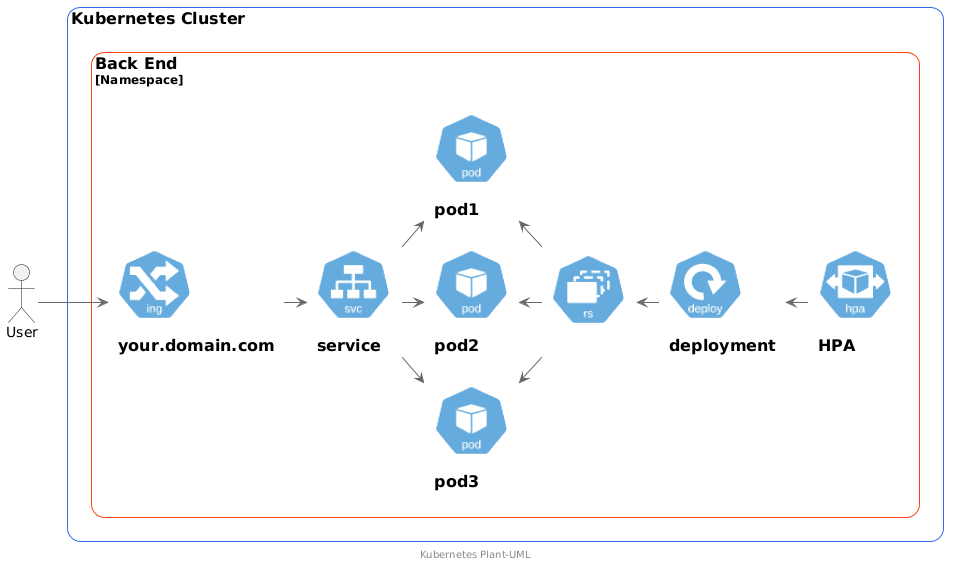 Kubernetes Cluster
Back End
[Namespace]
pod
pod1
User
ing
your.domain.com
svc
service
pod
pod2
rs
deploy
deployment
hpa
HPA
pod
pod3
Kubernetes Plant-UML